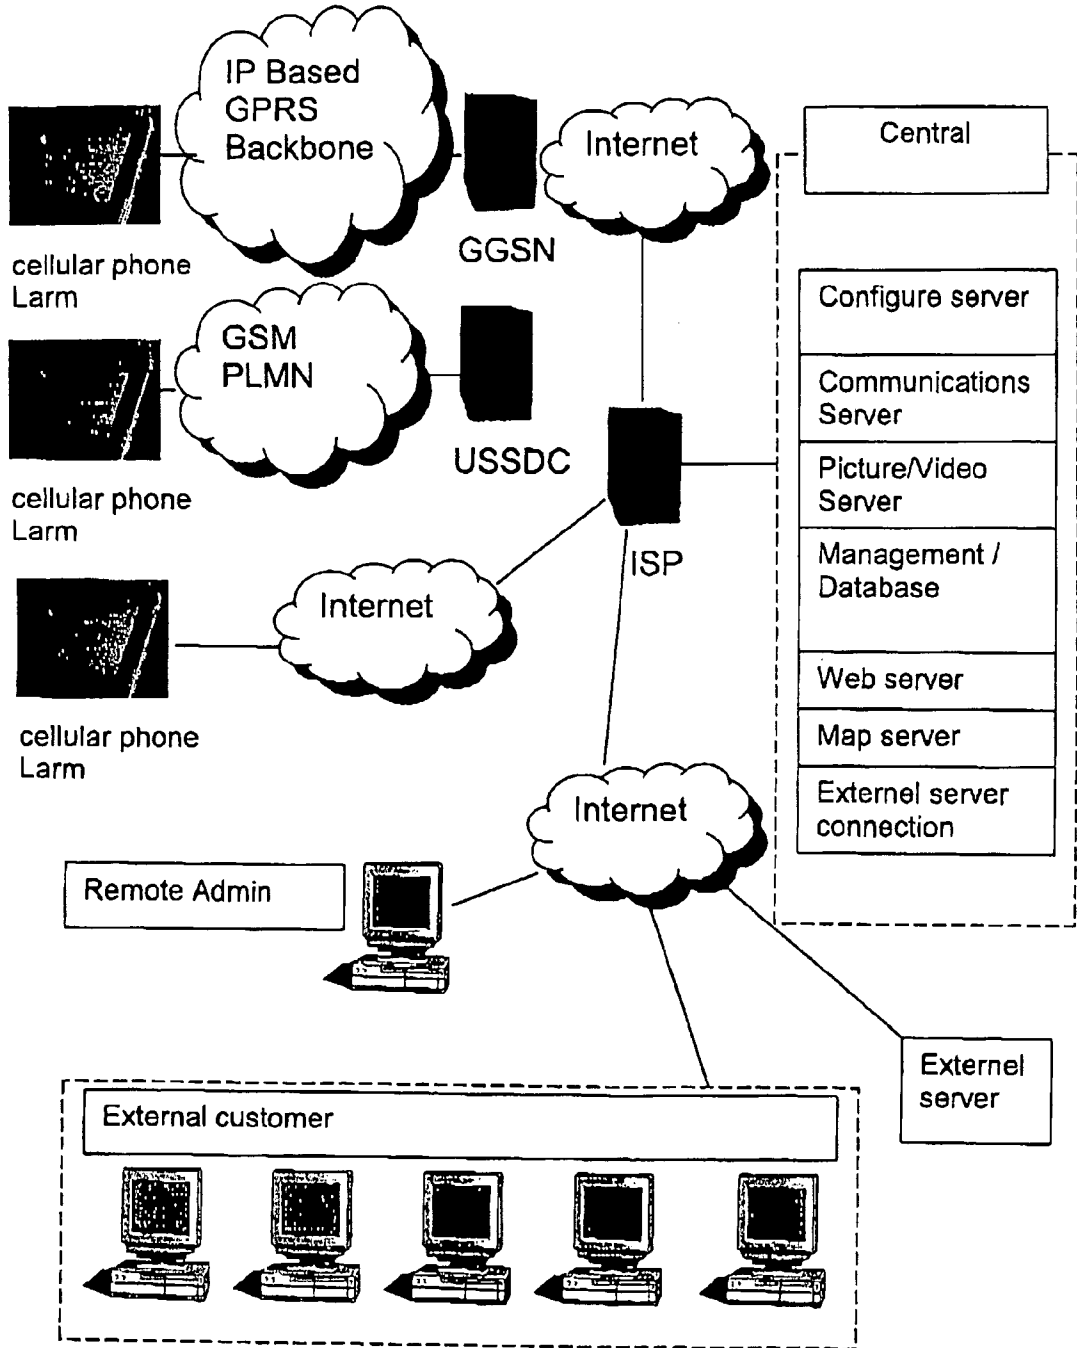 IP Based
GPRS
Backbone
Internet
Central
GGSN
cellular phone
Larm
Configure server
GSM
PLMN
Communications
Server
USSDC
Picture/Video
Server
cellular phone
Larm
ISP
Management /
Database
Internet
Web server
cellular phone
Larm
Map server
Internet
Externel server
connection
Remote Admin
Externel
server
External customer